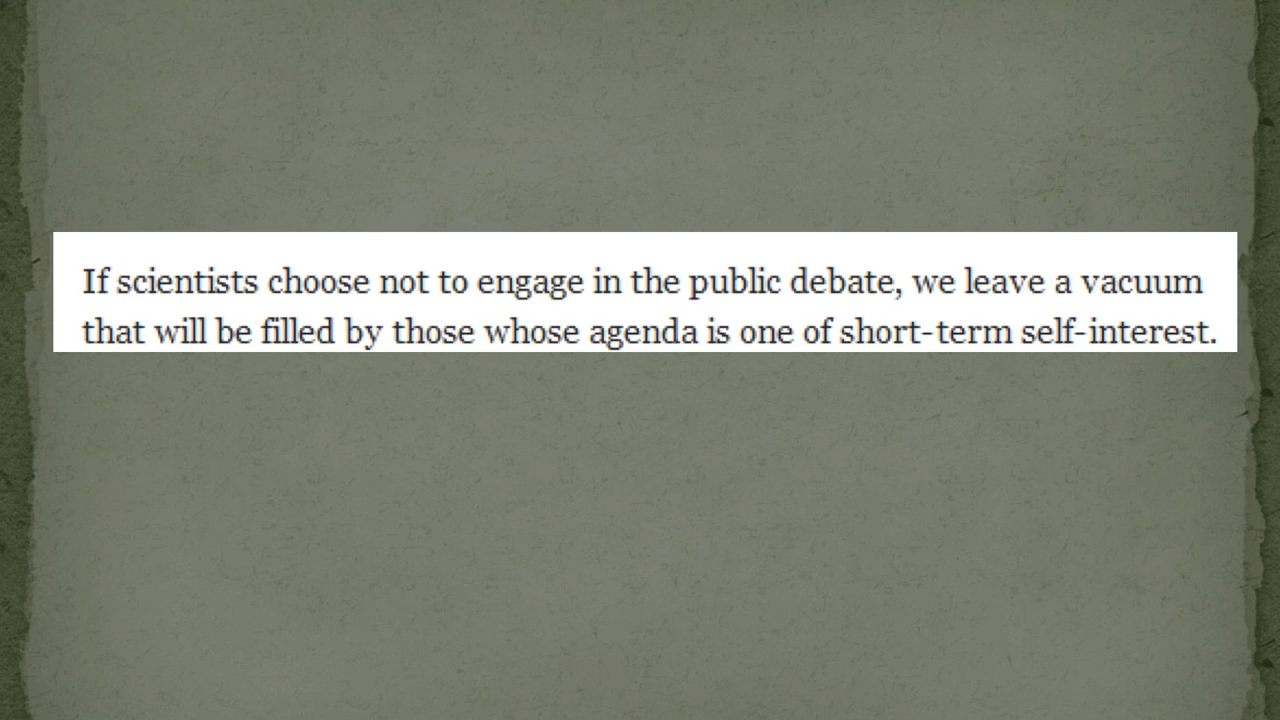 If scientists choose not to engage in the public debate, we leave a vacuum
that will be filled by those whose agenda is one of short-term self-interest.